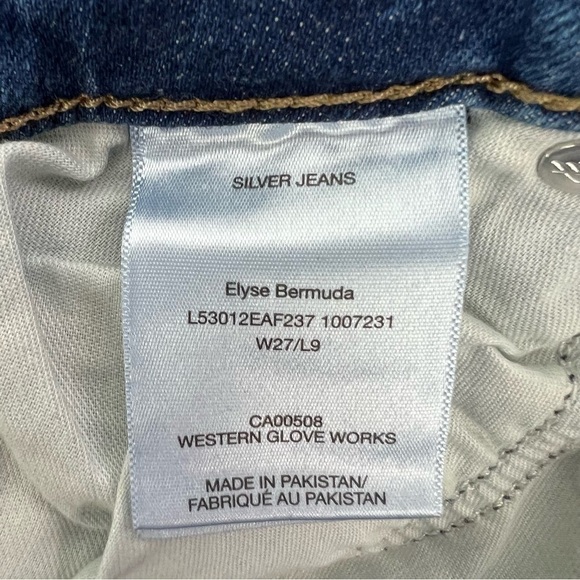 SILVER JEANS
Elyse Bermuda
L53012EAF237 1007231
W27/L9
CA00508
WESTERN GLOVE WORKS
MADE IN PAKISTAN/
FABRIQUÉ AU PAKISTAN